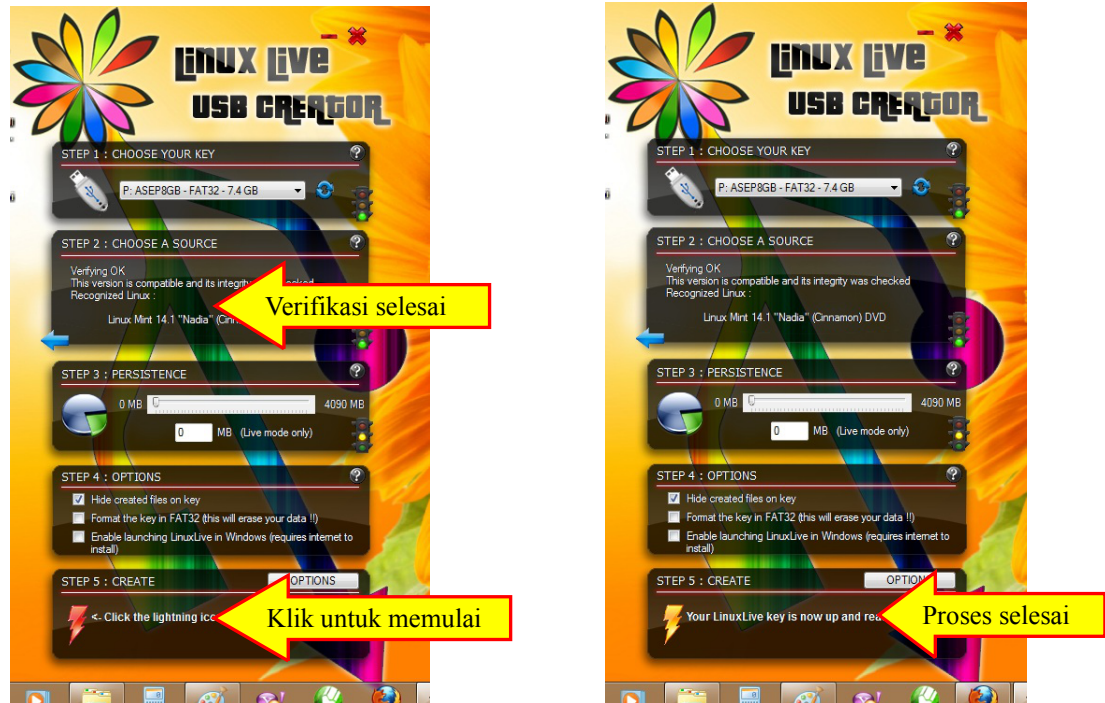 Linux Live
USB CREATOR
STEP 1 : CHOOSE YOUR KEY
P: ASEP8GB - FAT32 - 7.4 GB
STEP 2 : CHOOSE A SOURCE
Verifying OK
This version is compatible and its integrity
Recognized Linux :
Linux Mint 14.1 "Nadia"
Verifikasi selesai
STEP 3 : PERSISTENCE
0 MB 4090 MB
0 MB (Live mode only)
STEP 4 : OPTIONS
Hide created files on key
Format the key in FAT32 (this will erase your data !!)
Enable launching LinuxLive in Windows (requires internet to
install)
STEP 5 : CREATE OPTIONS
<- Click the lightning
Klik untuk memulai
Linux Live
USB CREATOR
STEP 1 : CHOOSE YOUR KEY
P: ASEP8GB - FAT32 - 7.4 GB
STEP 2 : CHOOSE A SOURCE
Verifying OK
This version is compatible and its integrity was checked
Recognized Linux :
Linux Mint 14.1 "Nadia" (Cinnamon) DVD
STEP 3 : PERSISTENCE
0 MB 4090 MB
0 MB (Live mode only)
STEP 4 : OPTIONS
Hide created files on key
Format the key in FAT32 (this will erase your data !!)
Enable launching LinuxLive in Windows (requires internet to
install)
STEP 5 : CREATE
Your LinuxLive key is now up and
Proses selesai